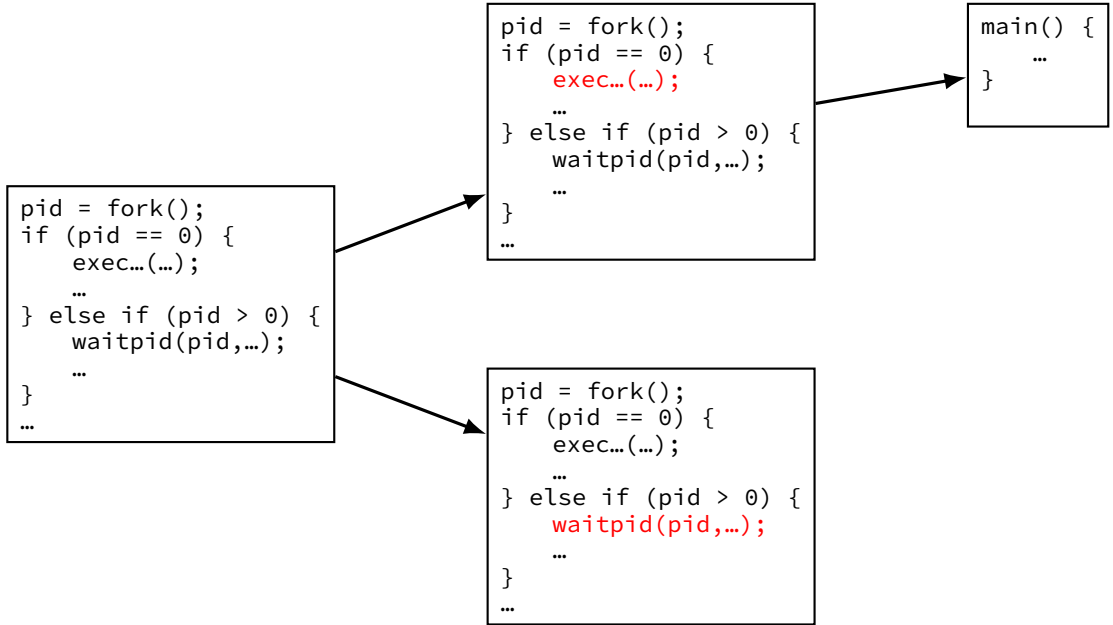 pid = fork();
if (pid == 0) {
    exec…(…);
    …
} else if (pid > 0) {
    waitpid(pid,…);
    …
}
…
pid = fork();
if (pid == 0) {
    exec…(…);
    …
} else if (pid > 0) {
    waitpid(pid,…);
    …
}
…
main() {
    …
}
pid = fork();
if (pid == 0) {
    exec…(…);
    …
} else if (pid > 0) {
    waitpid(pid,…);
    …
}
…